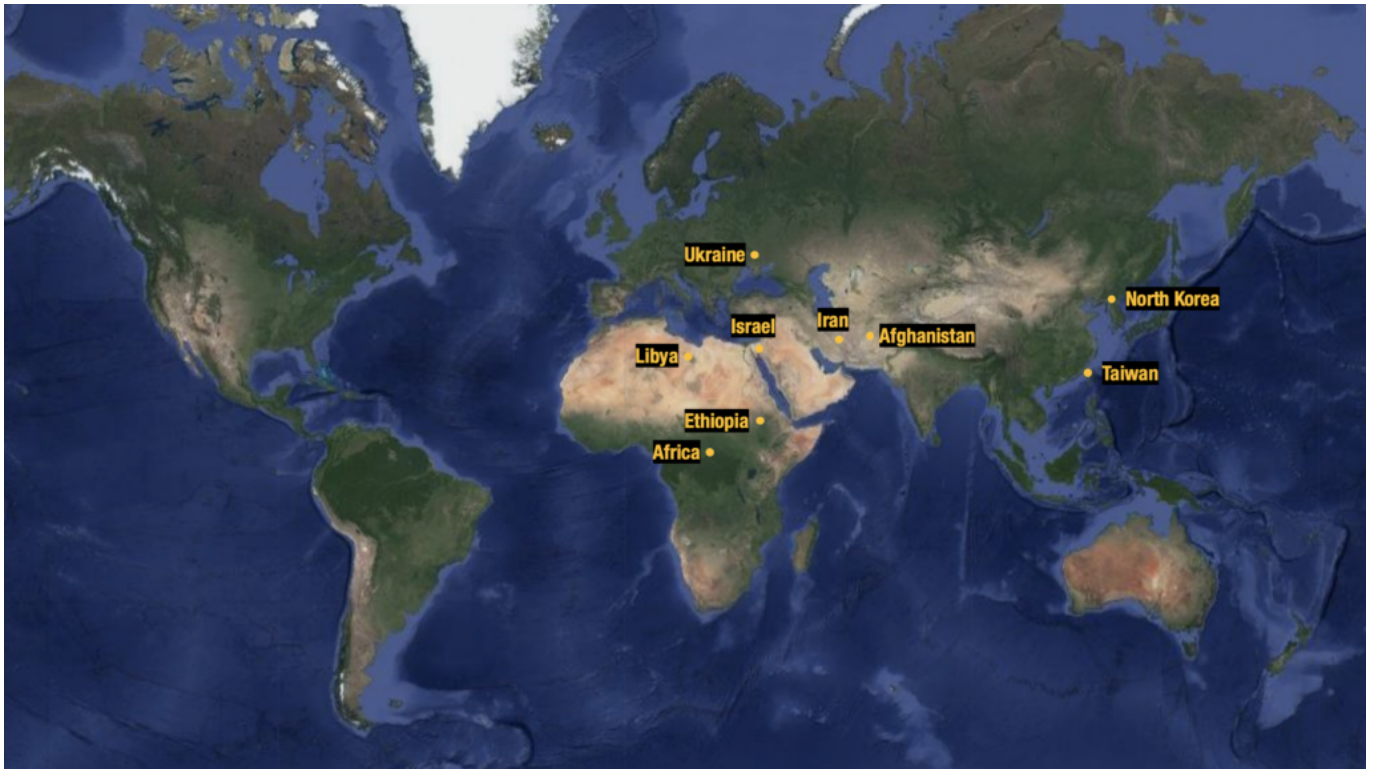 Ukraine
North Korea
Israel
Iran
Afghanistan
Libya
Taiwan
Ethiopia
Africa